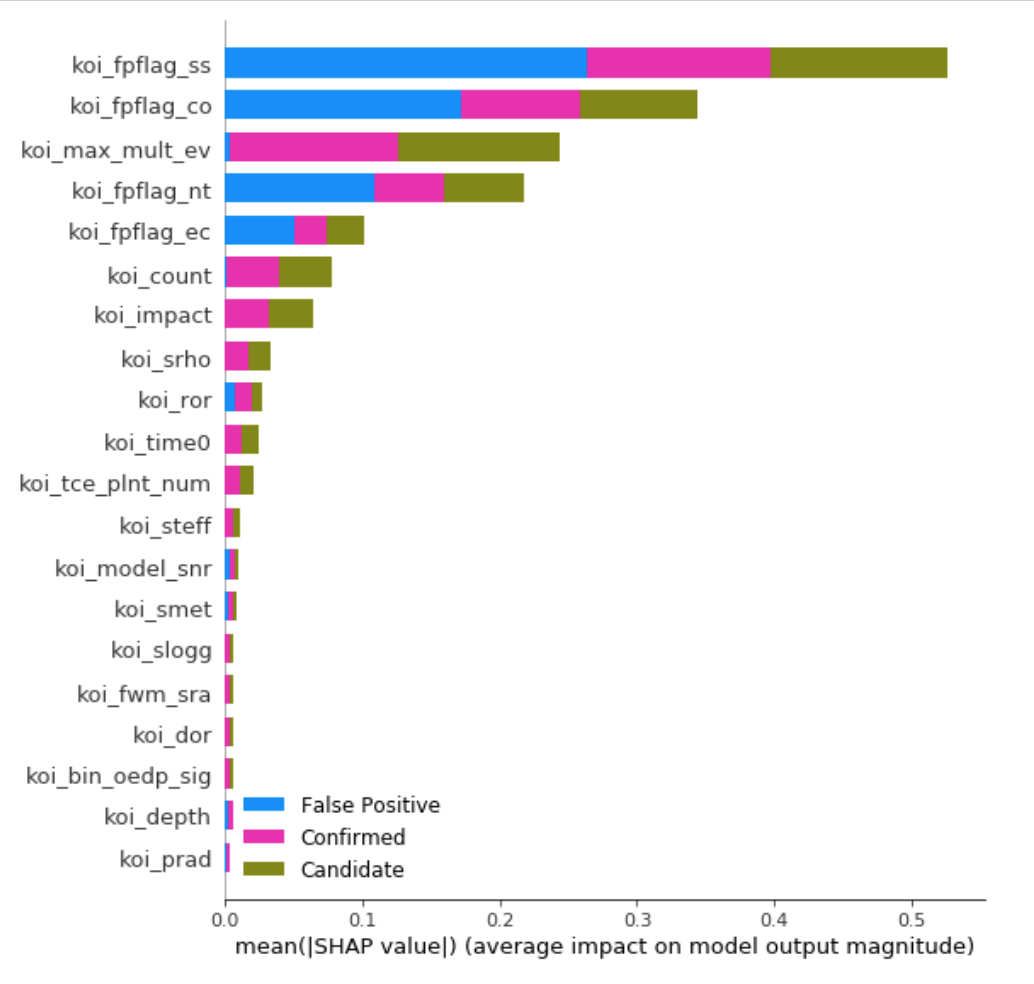 koi_fpflag_ss
koi_fpflag_co
koi_max_mult_ev
koi_fpflag_nt
koi_fpflag_ec
koi_count
koi_impact
koi_srho
koi_ror
koi_time0
koi_tce_plnt_num
koi_steff
koi_model_snr
koi_smet
koi_slogg
koi_fwm_sra
koi_dor
koi_bin_oedp_sig
koi_depth
koi_prad
False Positive
Confirmed
Candidate
0.0 0.1 0.2 0.3 0.4 0.5
mean(|SHAP value|) (average impact on model output magnitude)